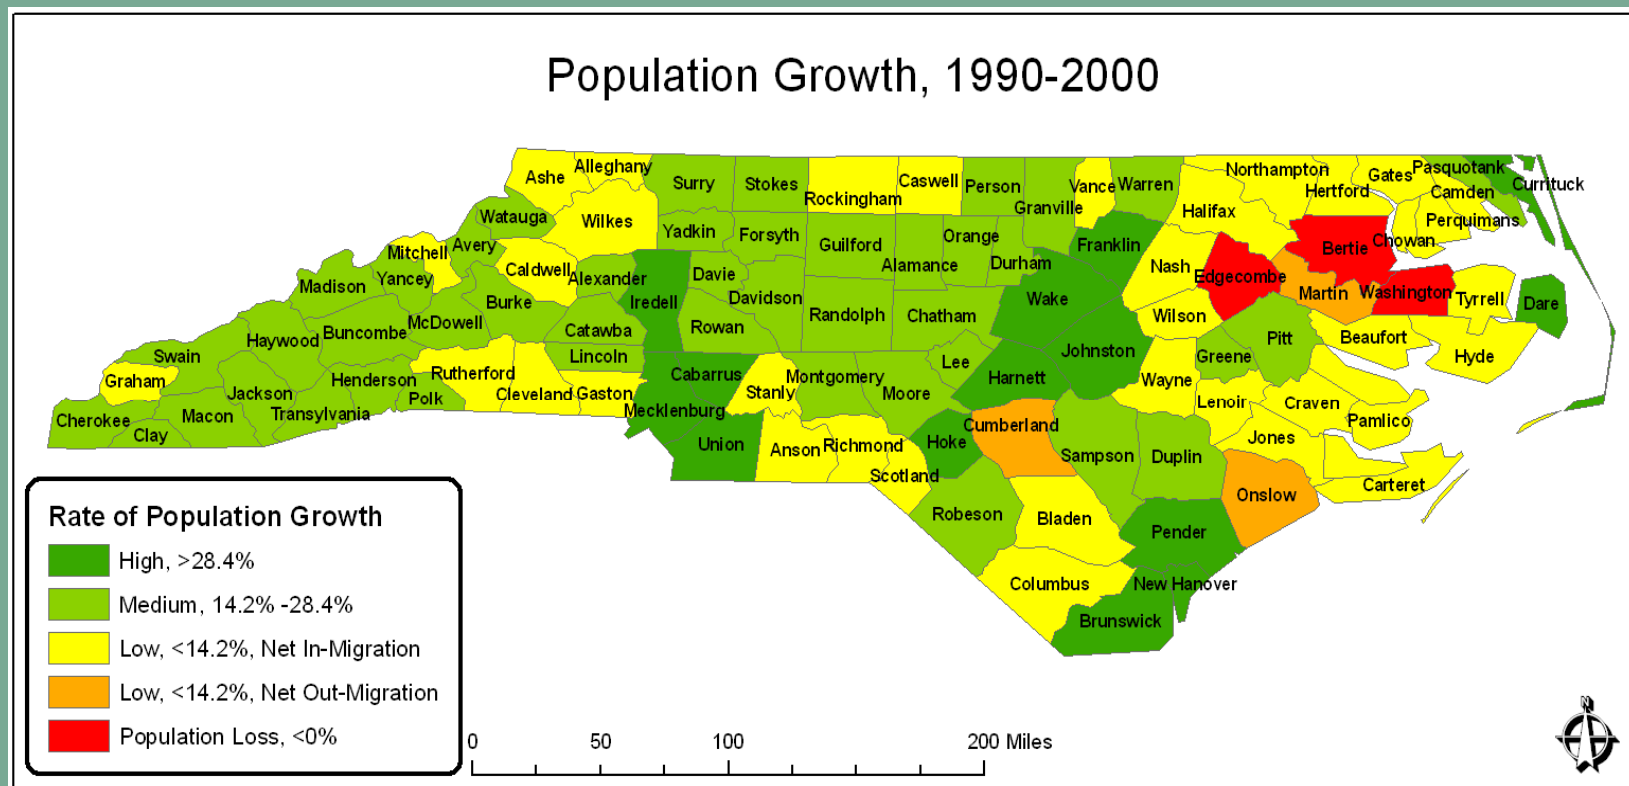 Population Growth, 1990-2000
Ashe
Alleghany
Surry
Stokes
Rockingham
Caswell
Person
Granville
Vance
Warren
Northampton
Hertford
Gates
Pasquotank
Camden
Currituck
Perquimans
Chowan
Halifax
Watauga
Wilkes
Yadkin
Forsyth
Guilford
Alamance
Orange
Durham
Franklin
Nash
Edgecombe
Bertie
Martin
Washington
Tyrrell
Dare
Mitchell
Avery
Caldwell
Alexander
Iredell
Davie
Davidson
Randolph
Chatham
Wake
Wilson
Pitt
Beaufort
Hyde
Madison
Yancey
Burke
McDowell
Catawba
Rowan
Haywood
Buncombe
Lincoln
Lee
Johnston
Greene
Swain
Graham
Jackson
Henderson
Rutherford
Cleveland
Gaston
Cabarrus
Stanly
Montgomery
Moore
Harnett
Wayne
Lenoir
Craven
Pamlico
Jones
Cherokee
Clay
Macon
Transylvania
Polk
Mecklenburg
Union
Anson
Richmond
Scotland
Hoke
Cumberland
Sampson
Duplin
Onslow
Carteret
Robeson
Bladen
Pender
Columbus
New Hanover
Brunswick
Rate of Population Growth
High, >28.4%
Medium, 14.2% -28.4%
Low, <14.2%, Net In-Migration
Low, <14.2%, Net Out-Migration
Population Loss, <0%
0 50 100 200 Miles
N